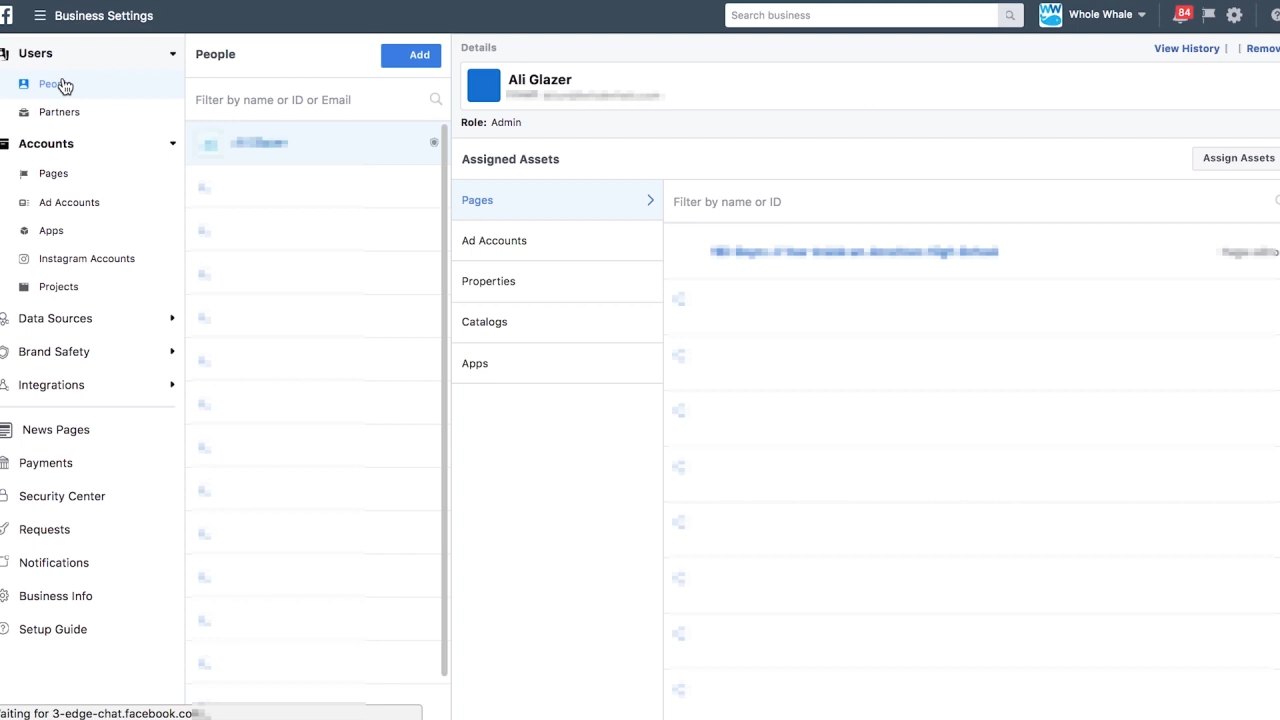 Business Settings
Search business
Whole Whale
84
Users
People
Partners
Accounts
Pages
Ad Accounts
Apps
Instagram Accounts
Projects
Data Sources
Brand Safety
Integrations
News Pages
Payments
Security Center
Requests
Notifications
Business Info
Setup Guide
aiting for 3-edge-chat.facebook.co
People
Add
Filter by name or ID or Email
Details
View History | | Remov
Ali Glazer
Role: Admin
Assigned Assets
Assign Assets
Pages
Ad Accounts
Properties
Catalogs
Apps
Filter by name or ID